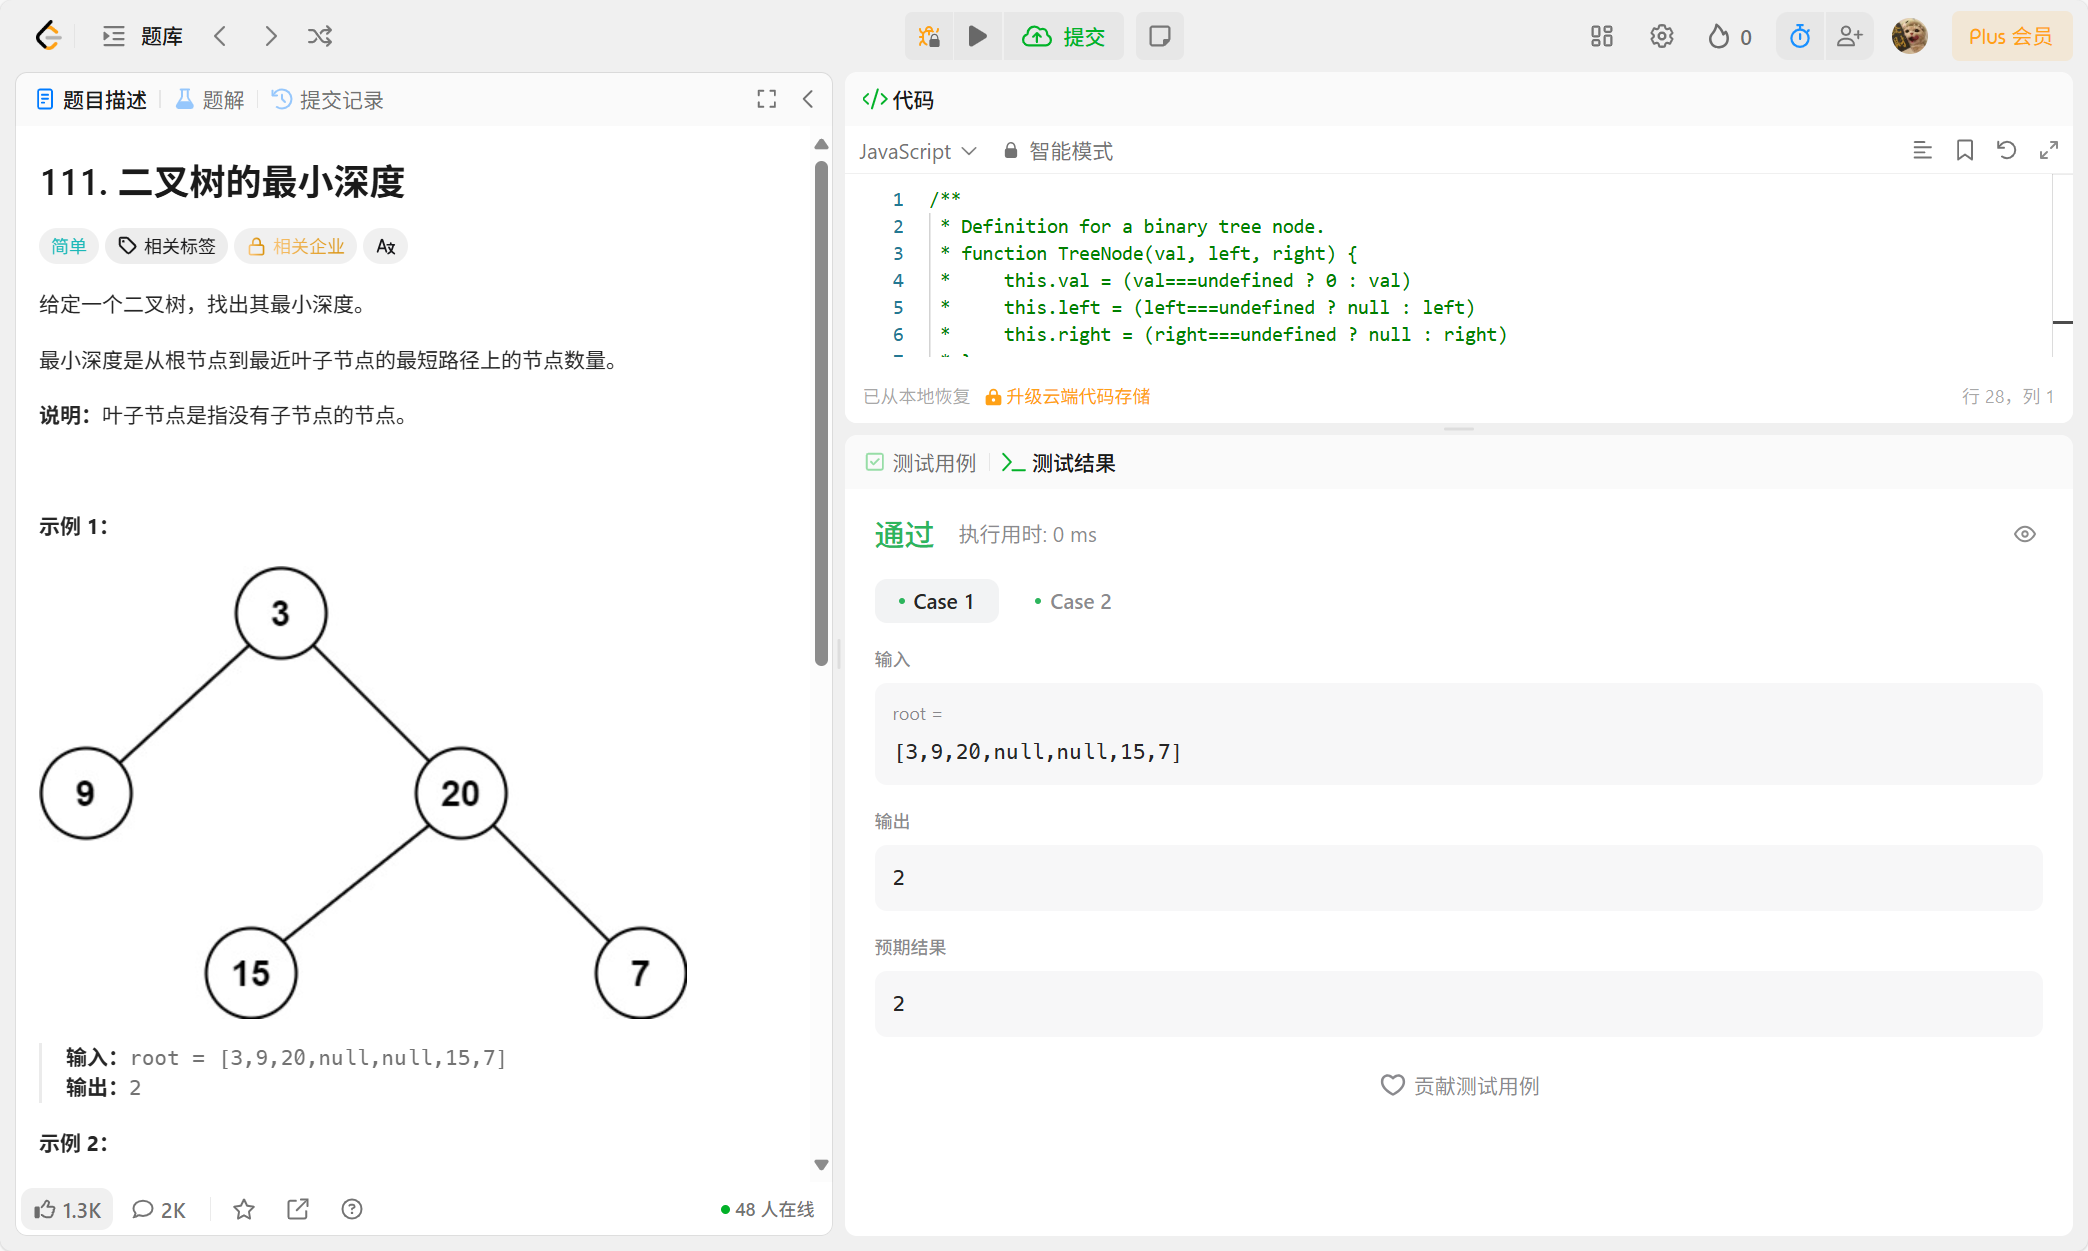 题库
提交
0
Plus 会员
题目描述
题解
提交记录
111. 二叉树的最小深度
简单
相关标签
相关企业
给定一个二叉树，找出其最小深度。
最小深度是从根节点到最近叶子节点的最短路径上的节点数量。
说明：叶子节点是指没有子节点的节点。
示例 1：
3
9
20
15
7
输入：root = [3,9,20,null,null,15,7]
输出：2
示例 2：
1.3K
2K
48 人在线
代码
JavaScript
智能模式
1 /**
2 * Definition for a binary tree node.
3 * function TreeNode(val, left, right) {
4 *     this.val = (val===undefined ? 0 : val)
5 *     this.left = (left===undefined ? null : left)
6 *     this.right = (right===undefined ? null : right)
已从本地恢复
升级云端代码存储
行 28，列 1
测试用例
测试结果
通过
执行用时: 0 ms
Case 1
Case 2
输入
root =
[3,9,20,null,null,15,7]
输出
2
预期结果
2
贡献测试用例